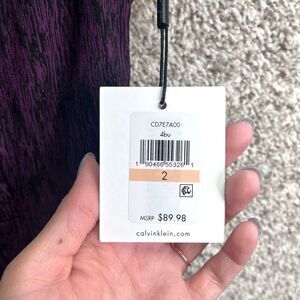 CD7E7A00
4bu
1 90466 55326 1
2
MSRP $89.98
calvinklein.com